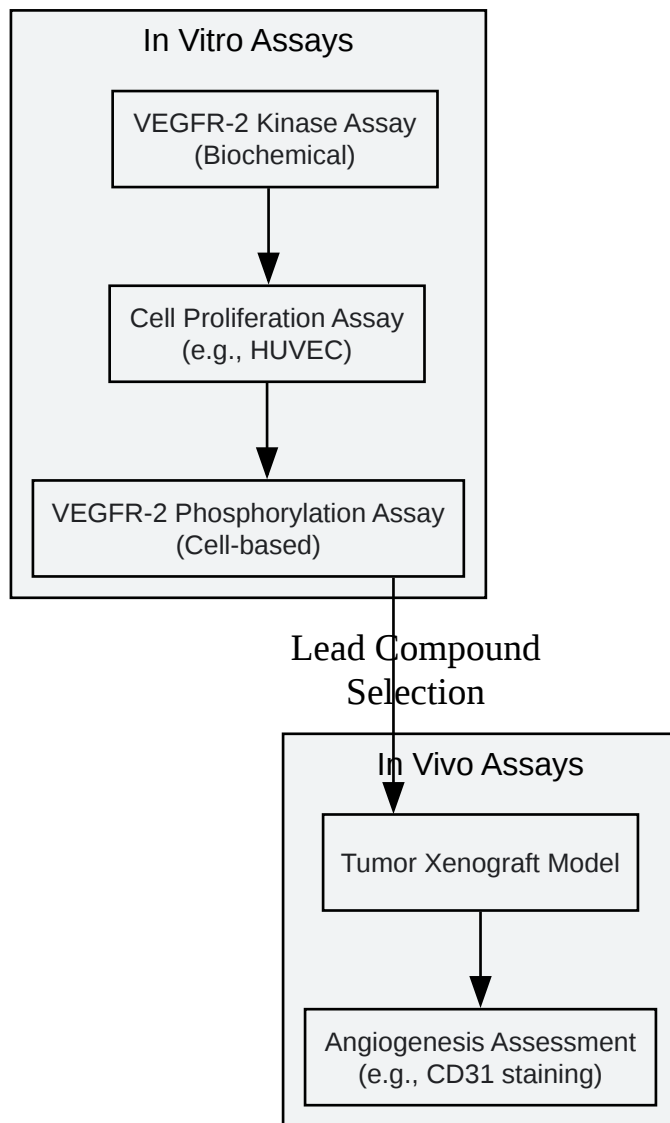 In Vitro Assays
VEGFR-2 Kinase Assay
(Biochemical)
Cell Proliferation Assay
(e.g., HUVEC)
VEGFR-2 Phosphorylation Assay
(Cell-based)
Lead Compound
Selection
In Vivo Assays
Tumor Xenograft Model
Angiogenesis Assessment
(e.g., CD31 staining)